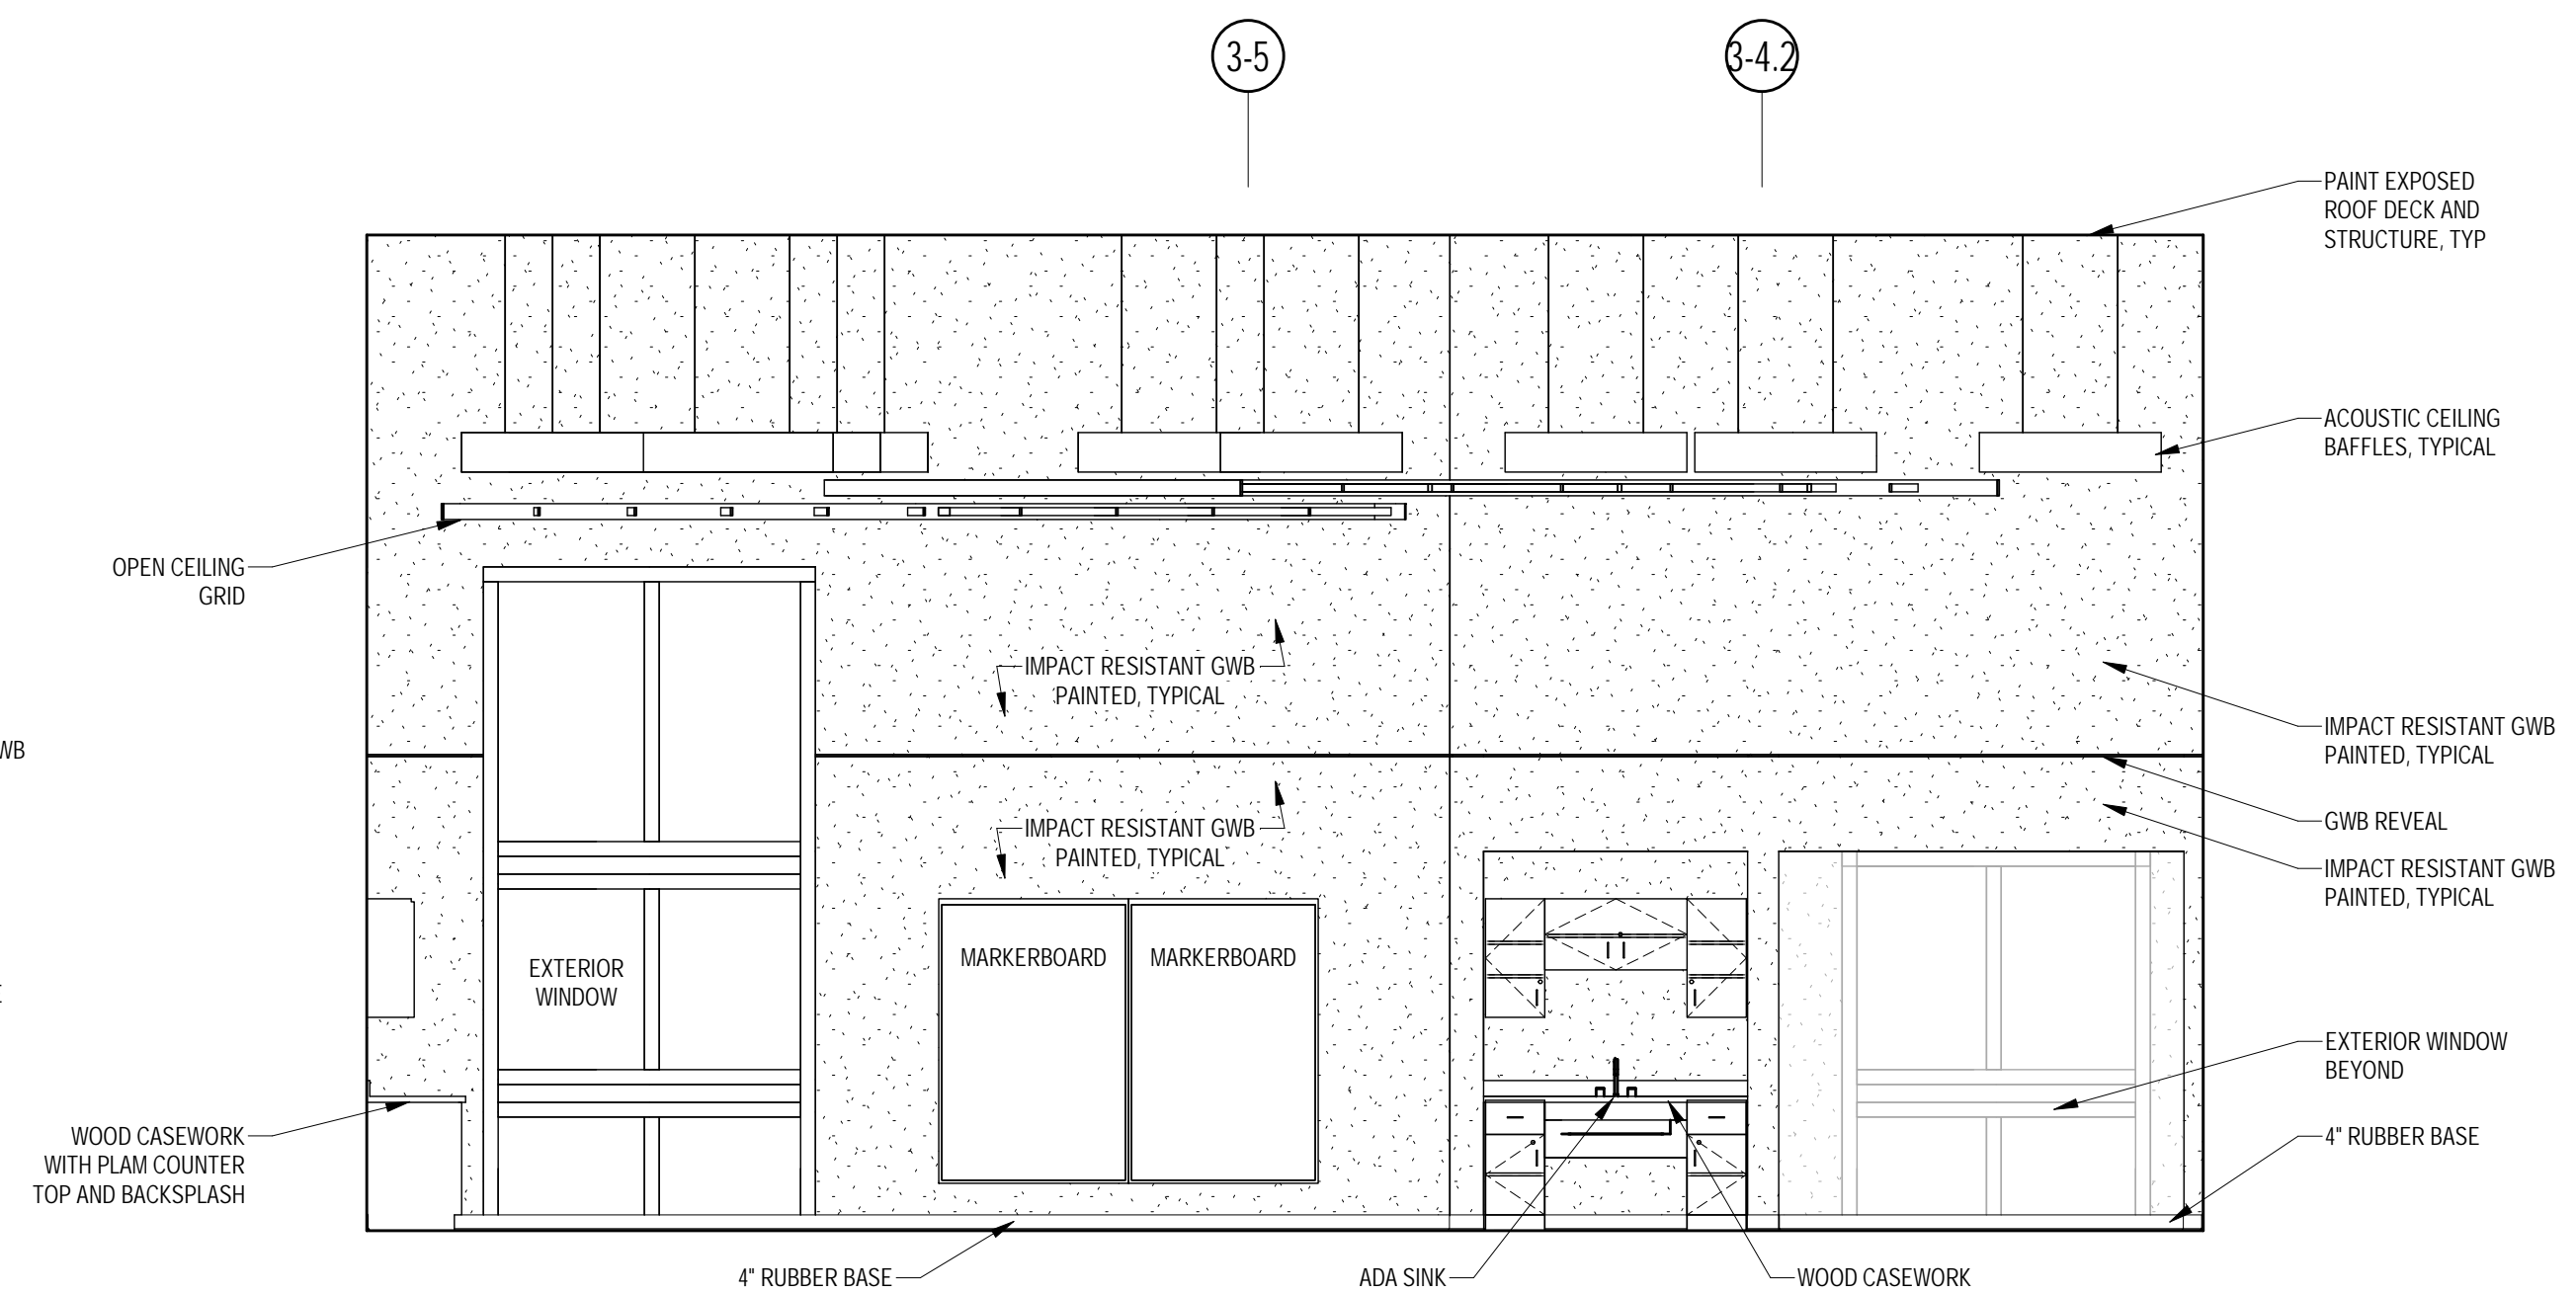 3-5
3-4.2
PAINT EXPOSED
ROOF DECK AND
STRUCTURE, TYP
ACOUSTIC CEILING
BAFFLES, TYPICAL
OPEN CEILING
GRID
IMPACT RESISTANT GWB
PAINTED, TYPICAL
IMPACT RESISTANT GWB
PAINTED, TYPICAL
WB
GWB REVEAL
IMPACT RESISTANT GWB
PAINTED, TYPICAL
IMPACT RESISTANT GWB
PAINTED, TYPICAL
MARKERBOARD
MARKERBOARD
EXTERIOR
WINDOW
EXTERIOR WINDOW
BEYOND
WOOD CASEWORK
WITH PLAM COUNTER
TOP AND BACKSPLASH
4" RUBBER BASE
4" RUBBER BASE
ADA SINK
WOOD CASEWORK